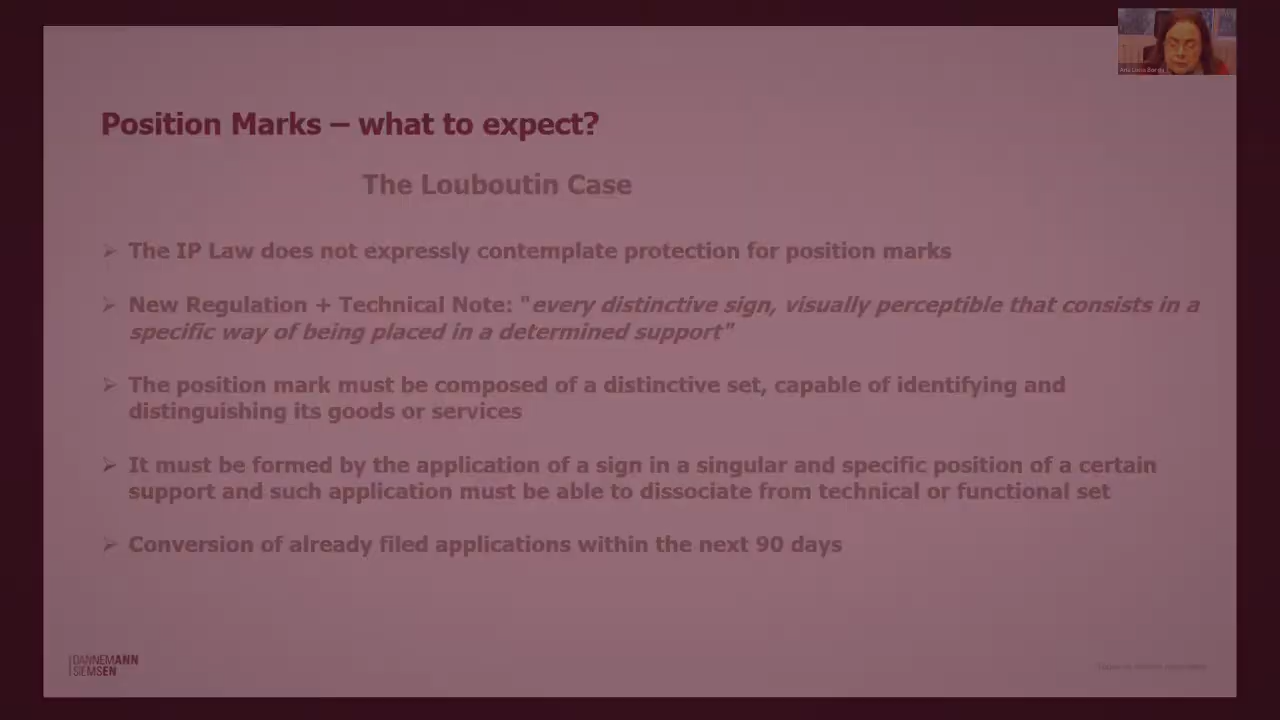 Position Marks – what to expect?
The Louboutin Case
➢ The IP Law does not expressly contemplate protection for position marks
➢ New Regulation + Technical Note: "every distinctive sign, visually perceptible that consists in a
specific way of being placed in a determined support"
➢ The position mark must be composed of a distinctive set, capable of identifying and
distinguishing its goods or services
➢ It must be formed by the application of a sign in a singular and specific position of a certain
support and such application must be able to dissociate from technical or functional set
➢ Conversion of already filed applications within the next 90 days
DANNEMANN
SIEMSEN